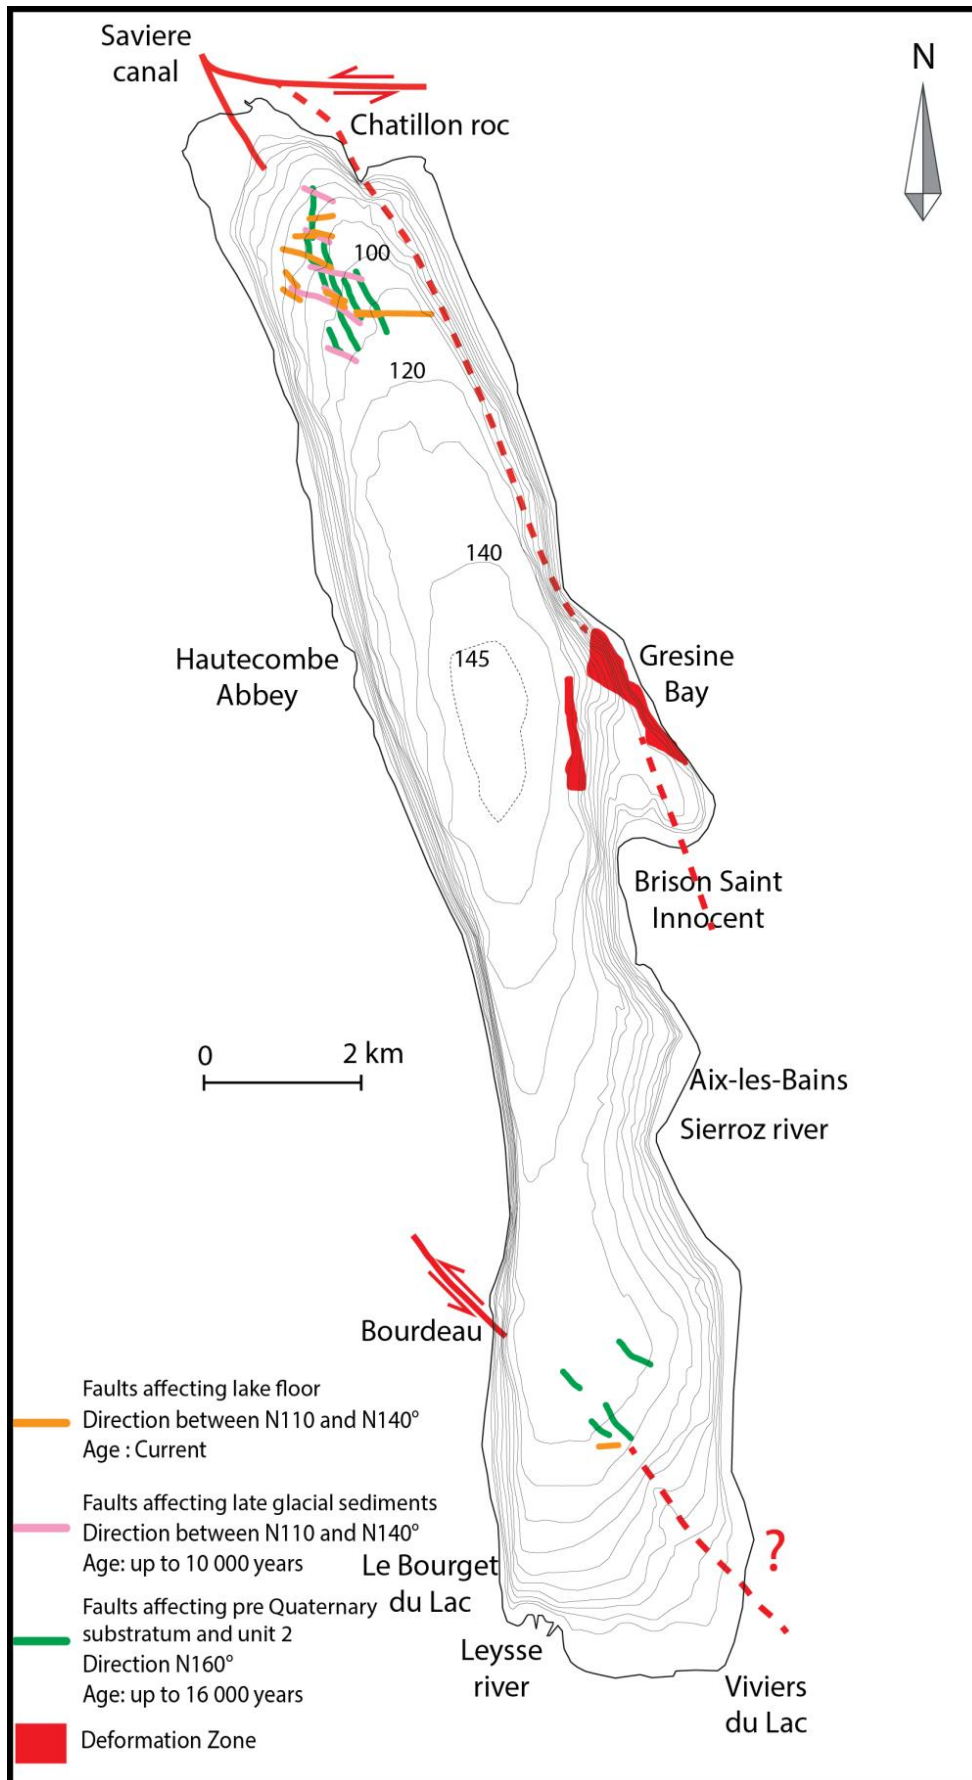 Saviere
canal
N
Chatillon roc
100
120
140
145
Hautecombe
Abbey
Gresine
Bay
Brison Saint
Innocent
0 2 km
Aix-les-Bains
Sierroz river
Bourdeau
Faults affecting lake floor
Direction between N110 and N140°
Age : Current
Faults affecting late glacial sediments
Direction between N110 and N140°
Age: up to 10 000 years
?
Le Bourget
du Lac
Faults affecting pre Quaternary
substratum and unit 2
Direction N160°
Age: up to 16 000 years
Leysse
river
Viviers
du Lac
Deformation Zone